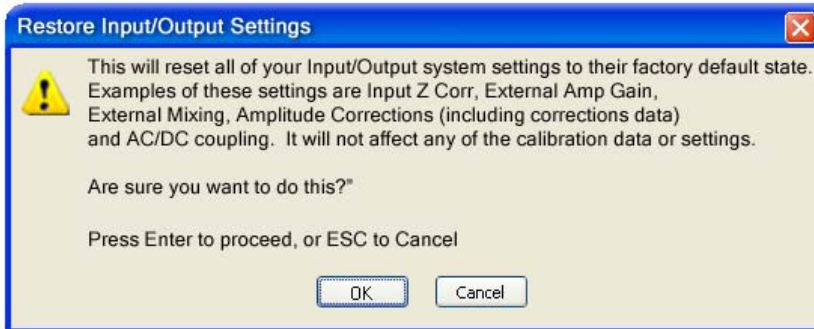 Restore Input/Output Settings
This will reset all of your Input/Output system settings to their factory default state.
Examples of these settings are Input Z Corr, External Amp Gain,
External Mixing, Amplitude Corrections (including corrections data)
and AC/DC coupling. It will not affect any of the calibration data or settings.
Are sure you want to do this?"
Press Enter to proceed, or ESC to Cancel
OK
Cancel